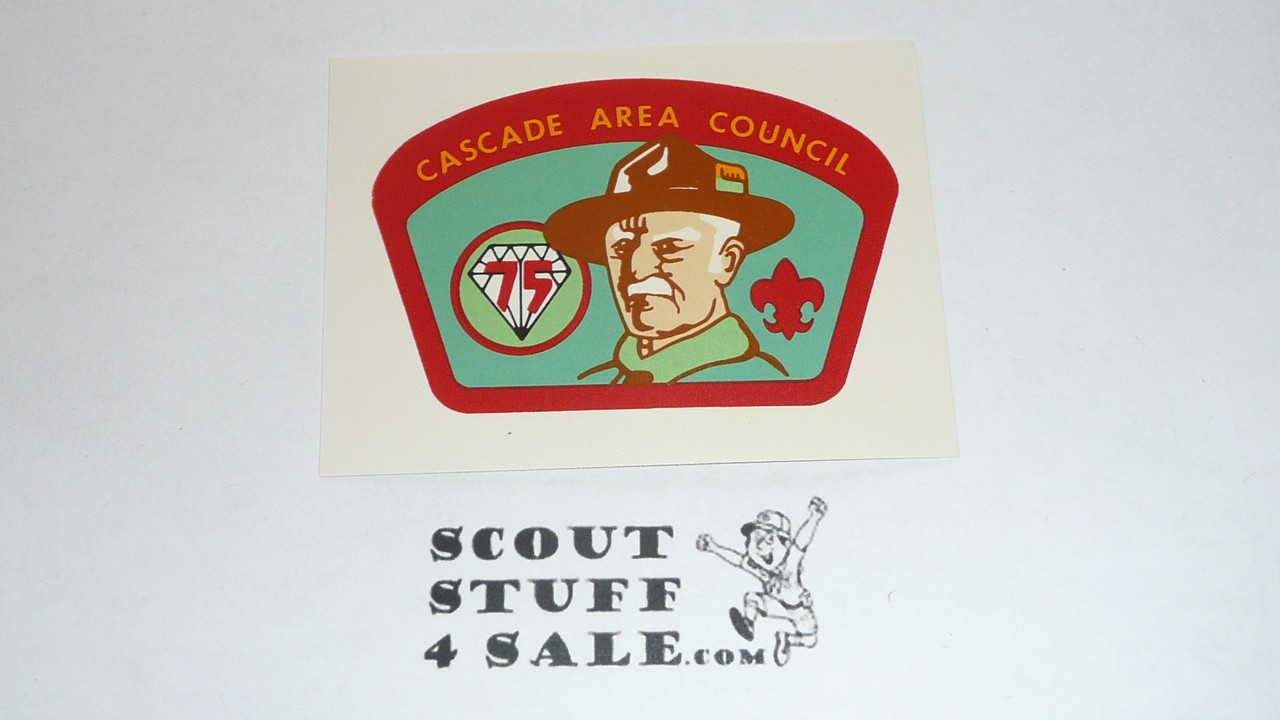 CASCADE AREA COUNCIL
75
SCOUT
STUFF
4 SALE.COM